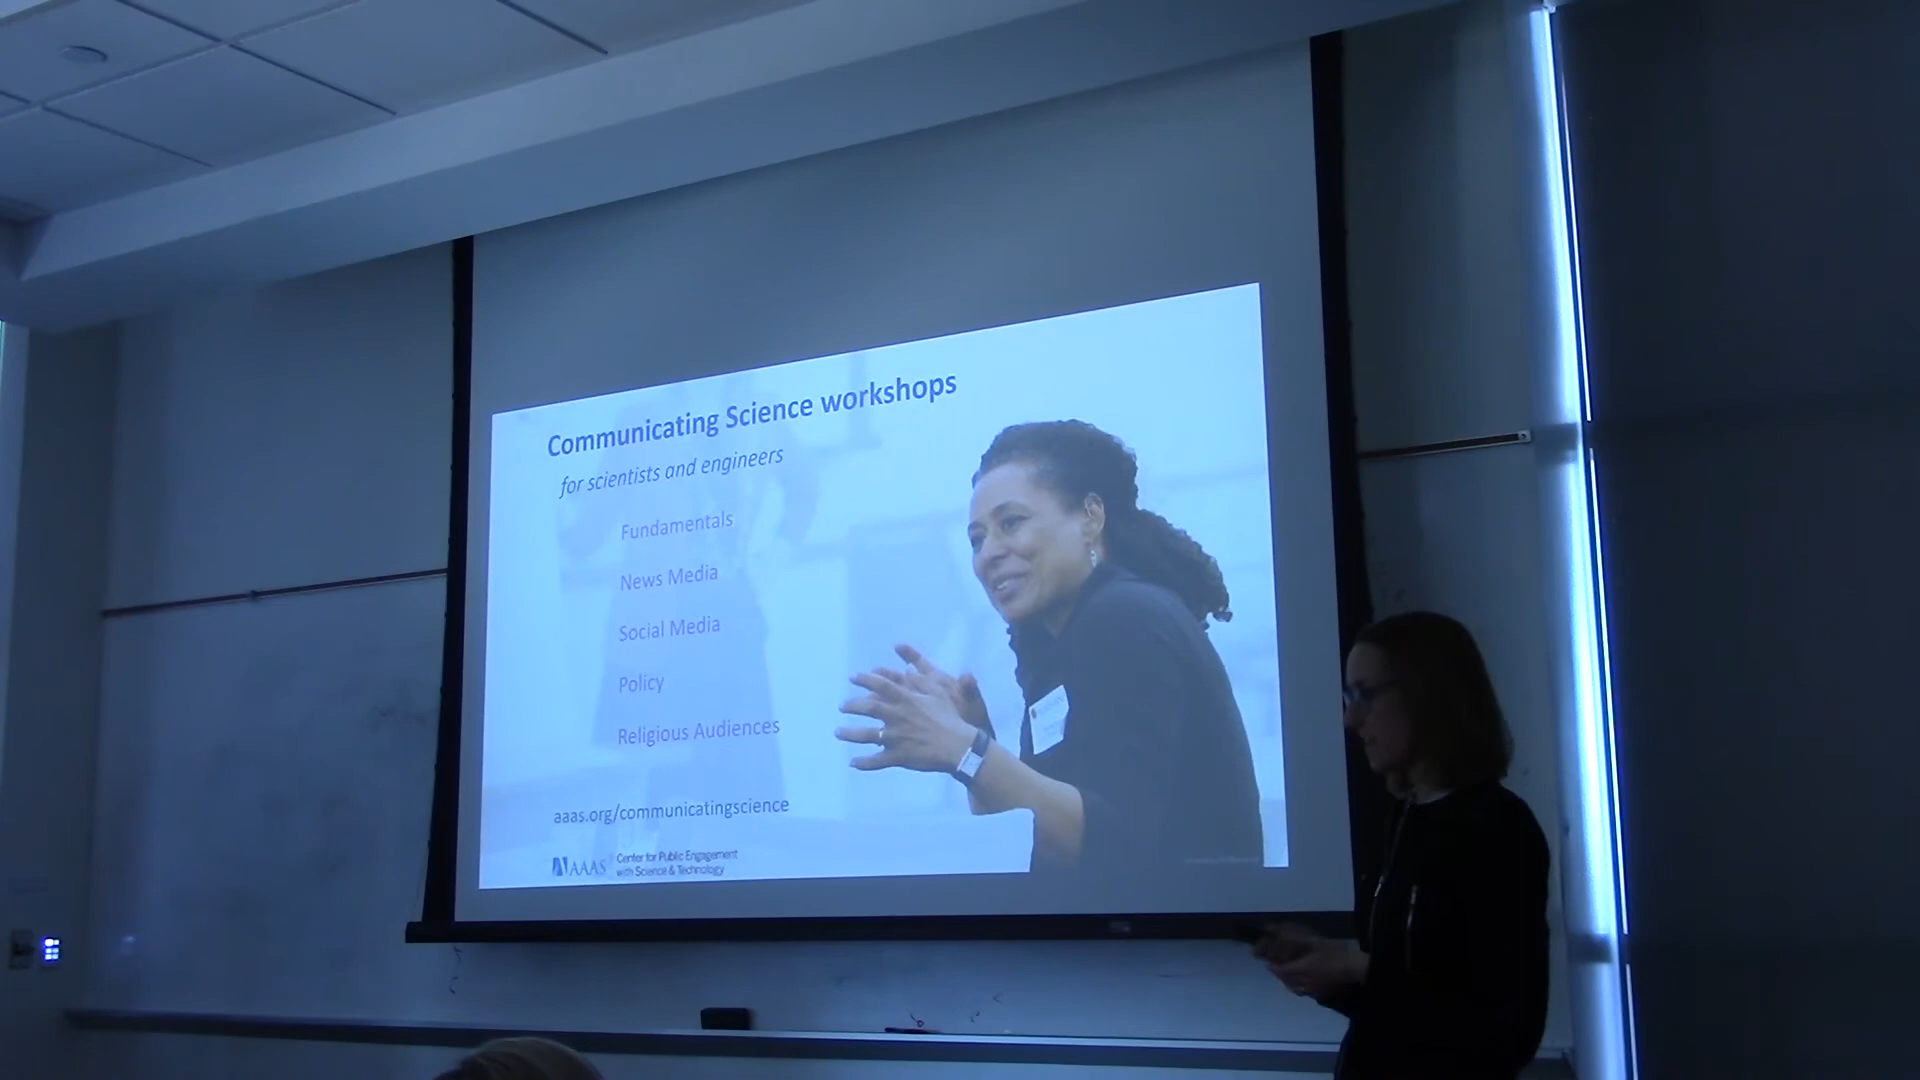 Communicating Science workshops
for scientists and engineers
Fundamentals
News Media
Social Media
Policy
Religious Audiences
aaas.org/communicatingscience
AAAS
Center for Public Engagement
with Science & Technology